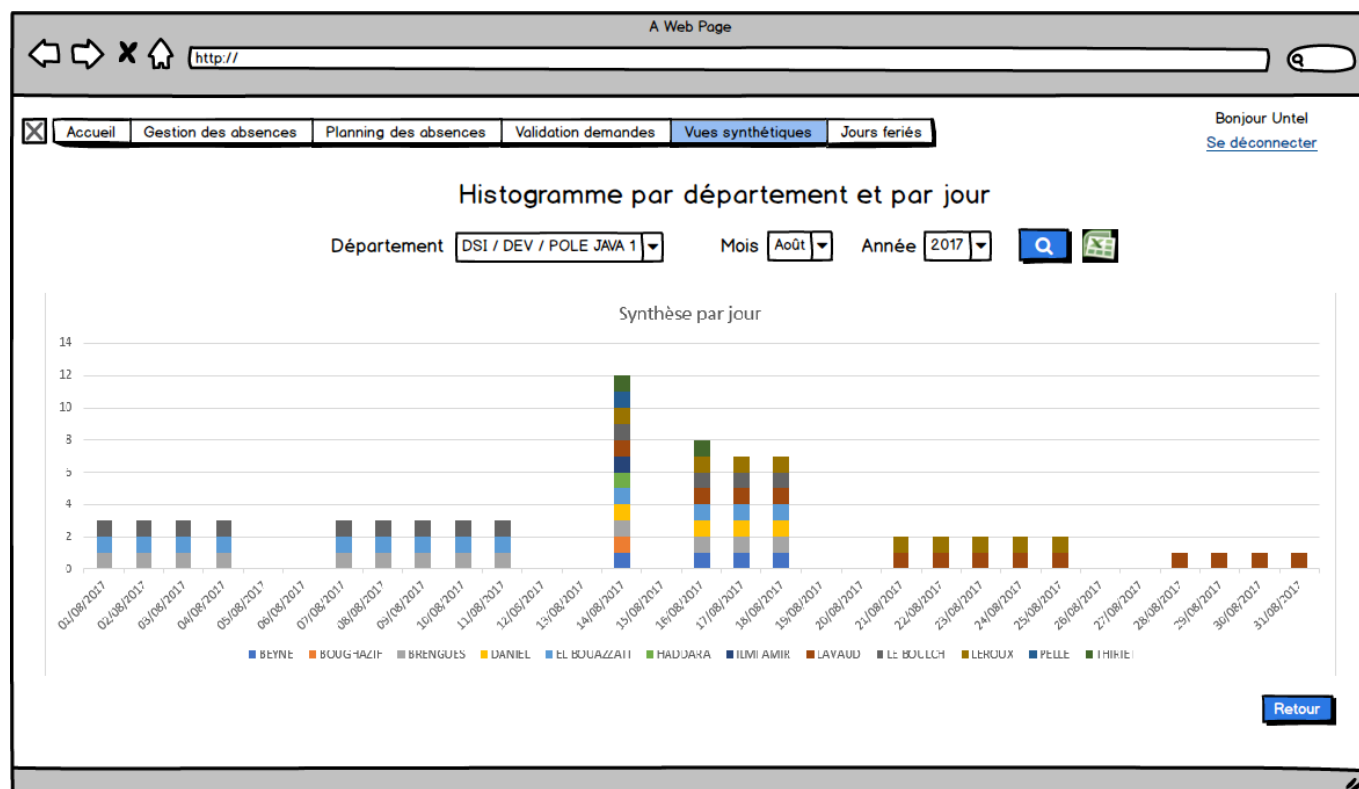 A Web Page
http://
Accueil Gestion des absences Planning des absences Validation demandes Vues synthétiques Jours feriés
Bonjour Untel
Se déconnecter
Histogramme par département et par jour
Département DSI / DEV / POLE JAVA 1 Mois Août Année 2017
Synthèse par jour
14
12
10
8
6
4
2
0
01/08/2017 02/08/2017 03/08/2017 04/08/2017 05/08/2017 06/08/2017 07/08/2017 08/08/2017 09/08/2017 10/08/2017 11/08/2017 12/08/2017 13/08/2017 14/08/2017 15/08/2017 16/08/2017 17/08/2017 18/08/2017 19/08/2017 20/08/2017 21/08/2017 22/08/2017 23/08/2017 24/08/2017 25/08/2017 26/08/2017 27/08/2017 28/08/2017 29/08/2017 30/08/2017 31/08/2017
BEYNE BOUGHAZIF BRENGUES DANIEL EL BOUAZZATI HADDARA ILMI AMIR LAVAUD LE BOULCH LEROUX PELLE THIRIET
Retour